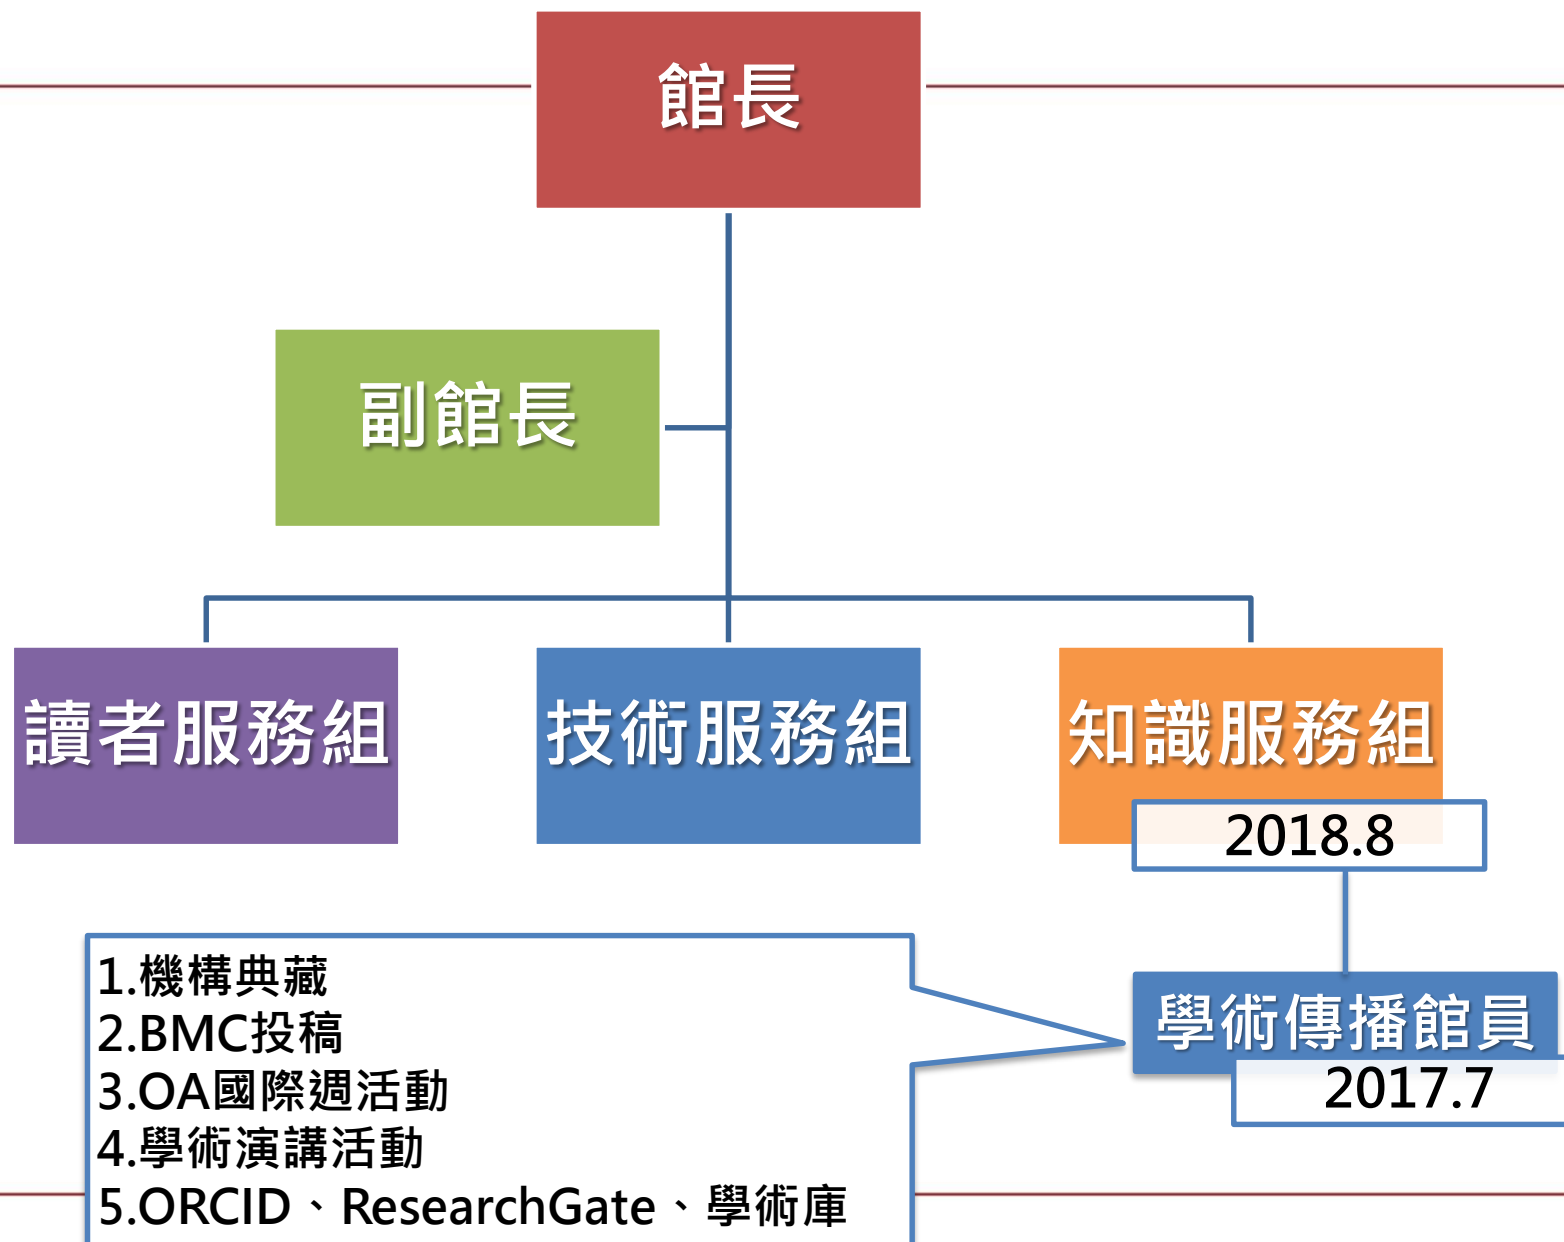 館長
副館長
讀者服務組
技術服務組
知識服務組
2018.8
1.機構典藏
2.BMC投稿
3.OA國際週活動
4.學術演講活動
5.ORCID、ResearchGate、學術庫
學術傳播館員
2017.7